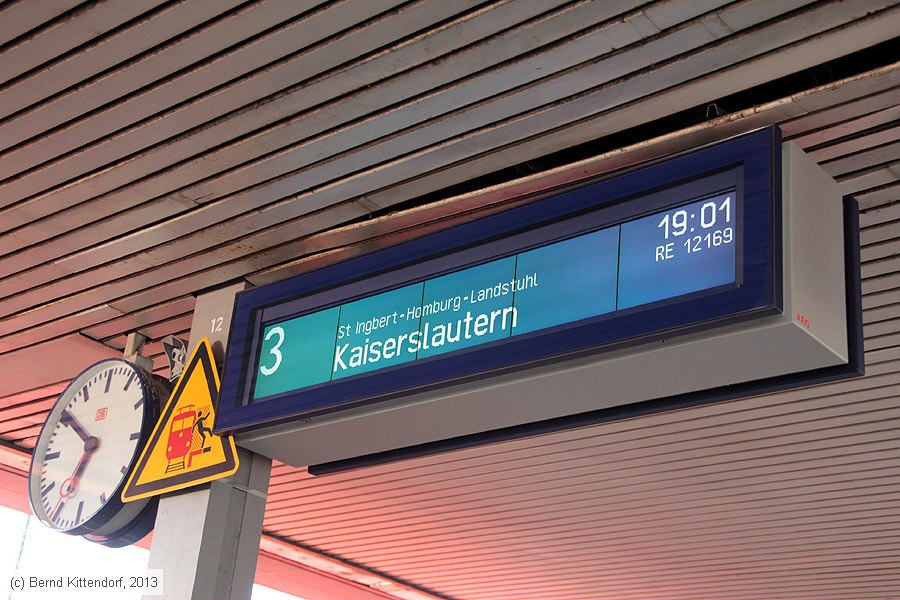 19:01
RE 12169
St Ingbert-Homburg-Landstuhl
3
Kaiserslautern
12
AEG
DB
(c) Bernd Kittendorf, 2013